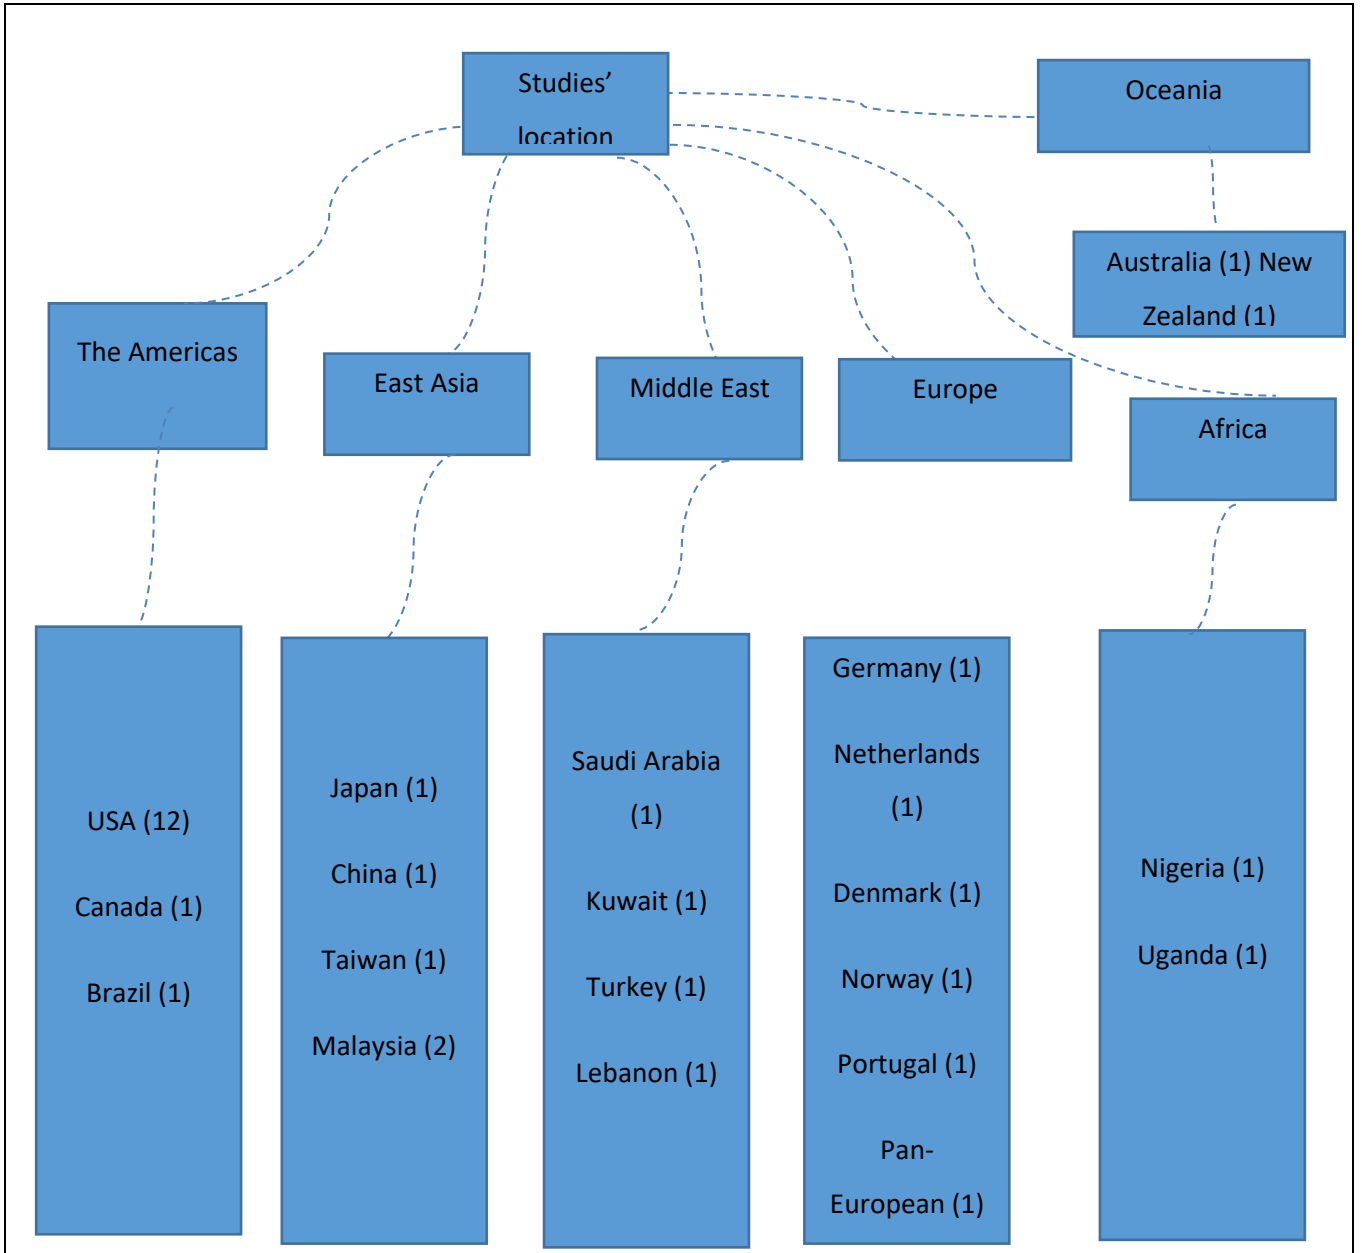 Studies’
location
Oceania
Australia (1) New
Zealand (1)
The Americas
East Asia
Middle East
Europe
Africa
USA (12)
Canada (1)
Brazil (1)
Japan (1)
China (1)
Taiwan (1)
Malaysia (2)
Saudi Arabia
(1)
Kuwait (1)
Turkey (1)
Lebanon (1)
Germany (1)
Netherlands
(1)
Denmark (1)
Norway (1)
Portugal (1)
Pan-
European (1)
Nigeria (1)
Uganda (1)